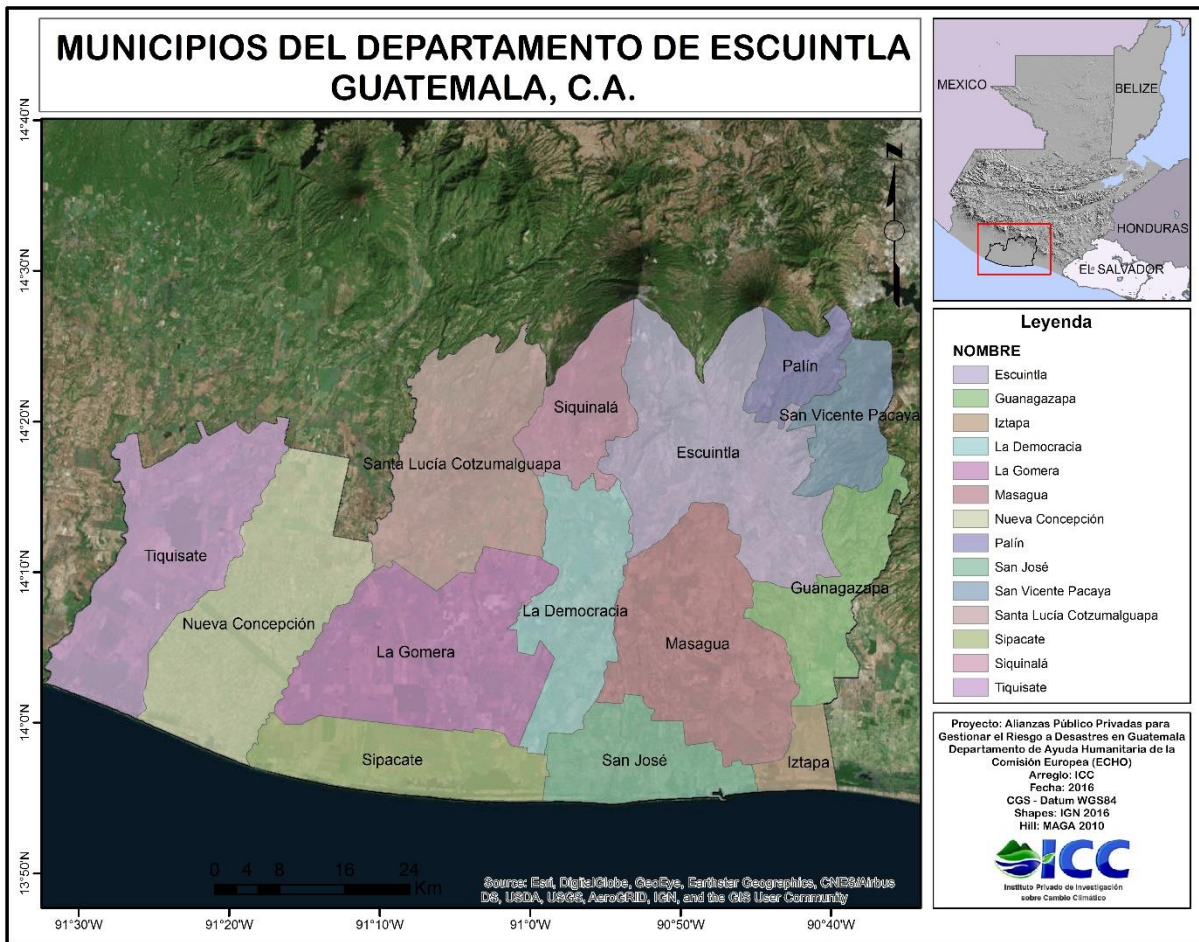 MUNICIPIOS DEL DEPARTAMENTO DE ESCUINTLA
GUATEMALA, C.A.
MEXICO
BELIZE
HONDURAS
EL SALVADOR
14°40'N
14°30'N
14°20'N
14°10'N
14°0'N
13°50'N
N
Palín
Siquinalá
San Vicente Pacaya
Escuintla
Santa Lucía Cotzumalguapa
Tiquisate
Guanagazapa
Nueva Concepción
La Democracia
La Gomera
Masagua
Sipacate
San José
Iztapa
0 4 8 16 24
Km
Source: Esri, DigitalGlobe, GeoEye, Earthstar Geographics, CNES/Airbus
DS, USDA, USGS, AeroGRID, IGN, and the GIS User Community
91°30'W 91°20'W 91°10'W 91°0'W 90°50'W 90°40'W
Leyenda
NOMBRE
Escuintla
Guanagazapa
Iztapa
La Democracia
La Gomera
Masagua
Nueva Concepción
Palín
San José
San Vicente Pacaya
Santa Lucía Cotzumalguapa
Sipacate
Siquinalá
Tiquisate
Proyecto: Alianzas Público Privadas para
Gestionar el Riesgo a Desastres en Guatemala
Departamento de Ayuda Humanitaria de la
Comisión Europea (ECHO)
Arreglo: ICC
Fecha: 2016
CGS - Datum WGS84
Shapes: IGN 2016
Hill: MAGA 2010
ICC
Instituto Privado de Investigación
sobre Cambio Climático